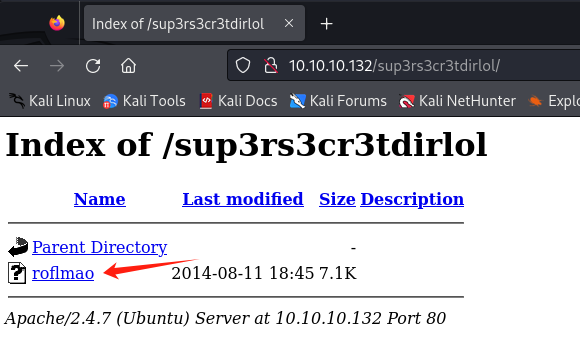 Index of /sup3rs3cr3tdirlol
10.10.10.132/sup3rs3cr3tdirlol/
Kali Linux Kali Tools Kali Docs Kali Forums Kali NetHunter Explo
Index of /sup3rs3cr3tdirlol
Name Last modified Size Description
Parent Directory -
roflmao 2014-08-11 18:45 7.1K
Apache/2.4.7 (Ubuntu) Server at 10.10.10.132 Port 80